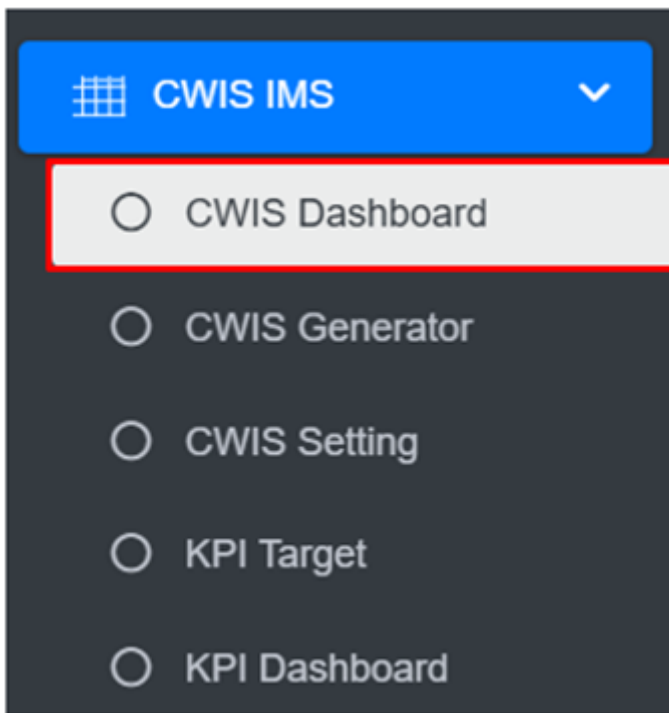 CWIS IMS
CWIS Dashboard
CWIS Generator
CWIS Setting
KPI Target
KPI Dashboard